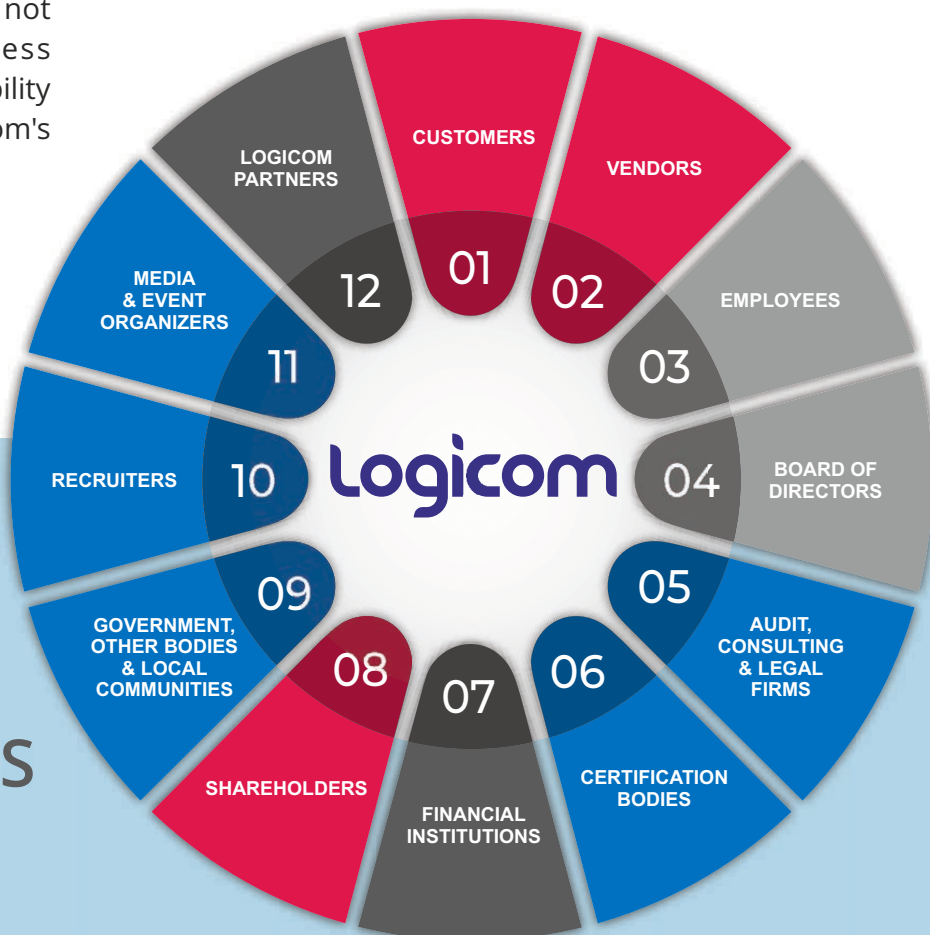 not
ess
bility
om's
CUSTOMERS
01
VENDORS
02
EMPLOYEES
03
BOARD OF
DIRECTORS
04
AUDIT,
CONSULTING
& LEGAL
FIRMS
05
CERTIFICATION
BODIES
06
FINANCIAL
INSTITUTIONS
07
SHAREHOLDERS
08
GOVERNMENT,
OTHER BODIES
& LOCAL
COMMUNITIES
09
RECRUITERS
10
MEDIA
& EVENT
ORGANIZERS
11
LOGICOM
PARTNERS
12
Logicom
s